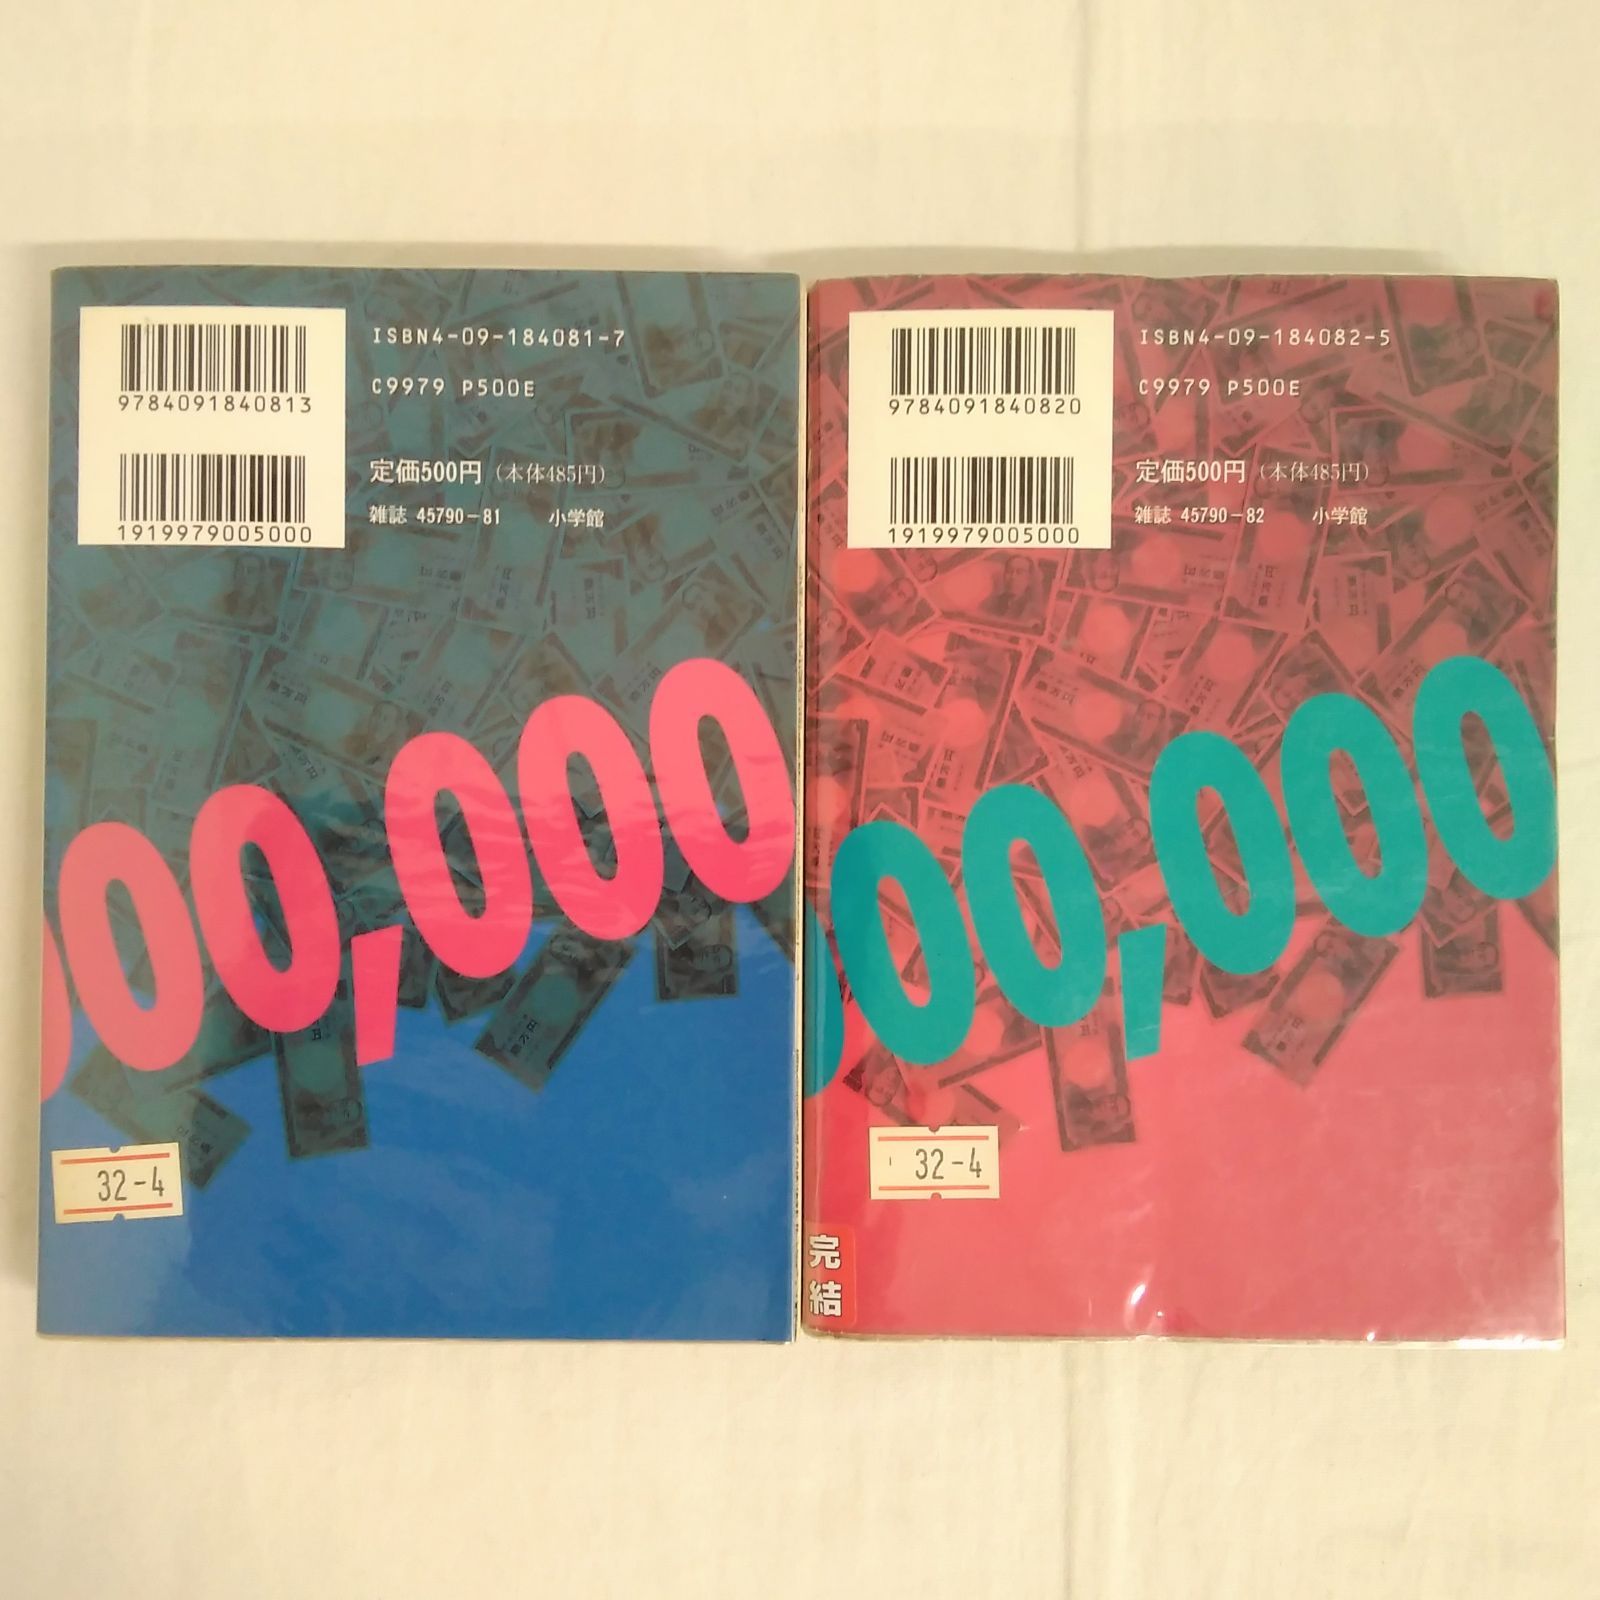 9784091840813
1919979005000
ISBN4-09-184081-7
C9979 P500E
定価500円（本体485円）
雑誌 45790-81 小学館
00,000
32-4
9784091840820
1919979005000
ISBN4-09-184082-5
C9979 P500E
定価500円（本体485円）
雑誌 45790-82 小学館
00,000
32-4
完結